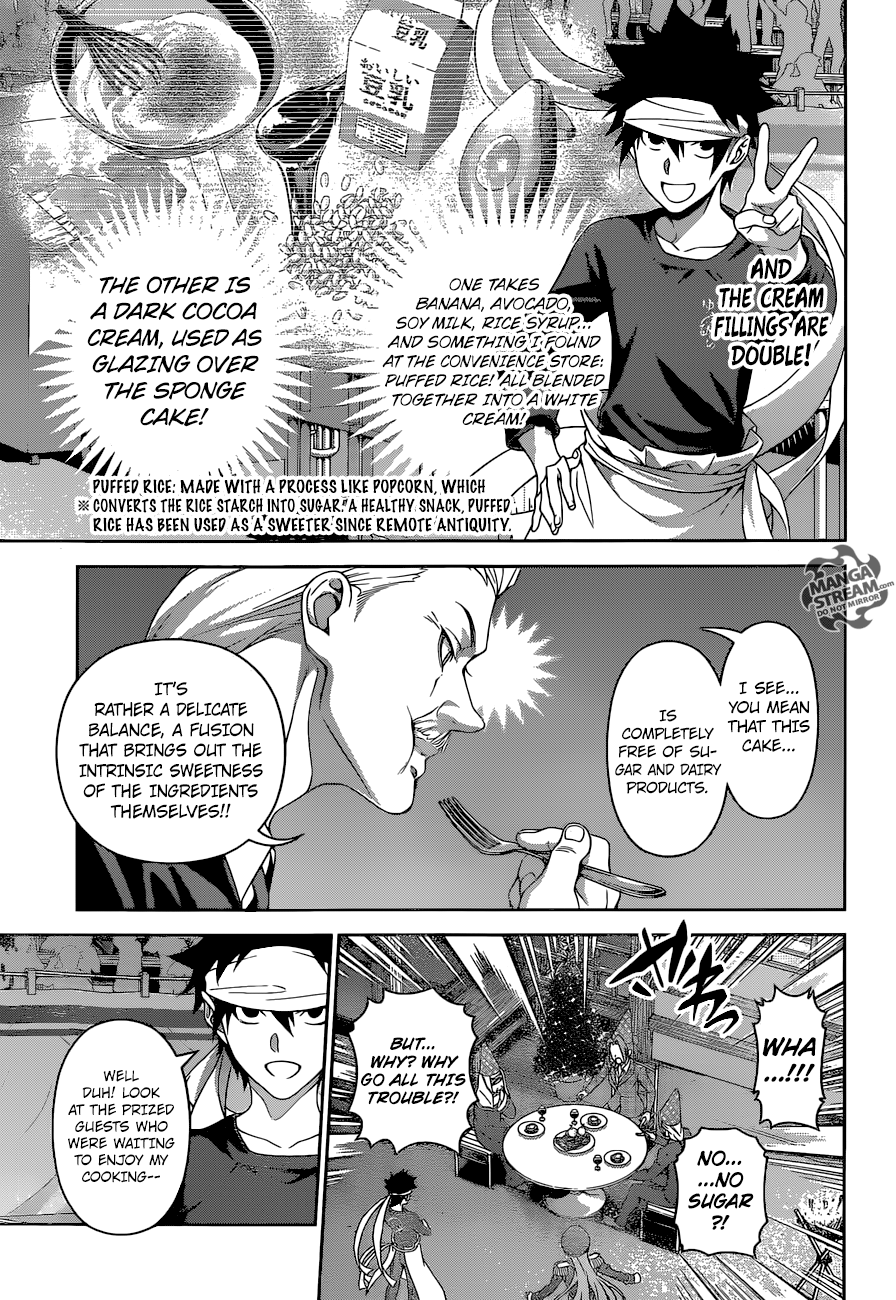 AND
THE CREAM
FILLINGS ARE
DOUBLE!
ONE TAKES
BANANA, AVOCADO,
SOY MILK, RICE SYRUP...
AND SOMETHING I FOUND
AT THE CONVENIENCE STORE:
PUFFED RICE! ALL BLENDED
TOGETHER INTO A WHITE
CREAM!
豆乳
おいしい
豆乳
THE OTHER IS
A DARK COCOA
CREAM, USED AS
GLAZING OVER
THE SPONGE
CAKE!
PUFFED RICE: MADE WITH A PROCESS LIKE POPCORN, WHICH
※ CONVERTS THE RICE STARCH INTO SUGAR. A HEALTHY SNACK, PUFFED
RICE HAS BEEN USED AS A SWEETER SINCE REMOTE ANTIQUITY.
MANGA
STREAM.com
DO NOT MIRROR
I SEE...
YOU MEAN
THAT THIS
CAKE...
IS
COMPLETELY
FREE OF SU-
GAR AND DAIRY
PRODUCTS.
IT'S
RATHER A DELICATE
BALANCE, A FUSION
THAT BRINGS OUT THE
INTRINSIC SWEETNESS
OF THE INGREDIENTS
THEMSELVES!!
WHA
...!!!
NO...
...NO
SUGAR
?!
BUT...
WHY? WHY
GO ALL THIS
TROUBLE?!
WELL
DUH! LOOK
AT THE PRIZED
GUESTS WHO
WERE WAITING
TO ENJOY MY
COOKING--